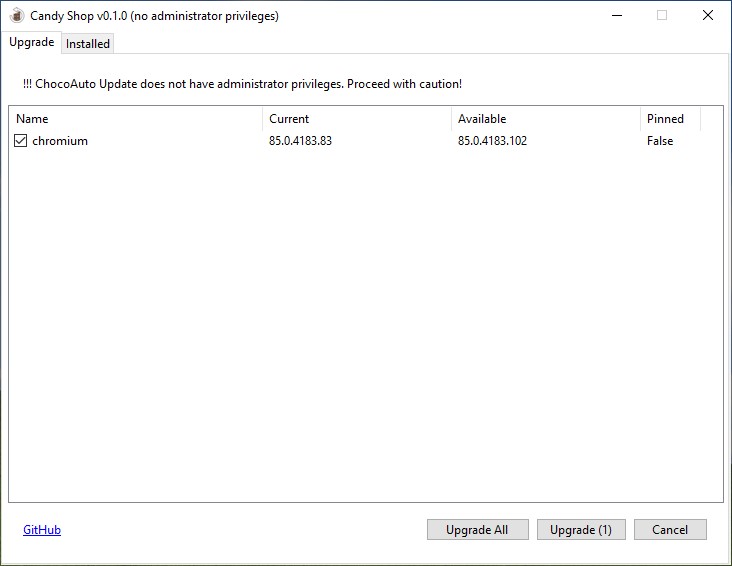 Candy Shop v0.1.0 (no administrator privileges)
Upgrade Installed
!!! ChocoAuto Update does not have administrator privileges. Proceed with caution!
Name Current Available Pinned
chromium 85.0.4183.83 85.0.4183.102 False
GitHub Upgrade All Upgrade (1) Cancel